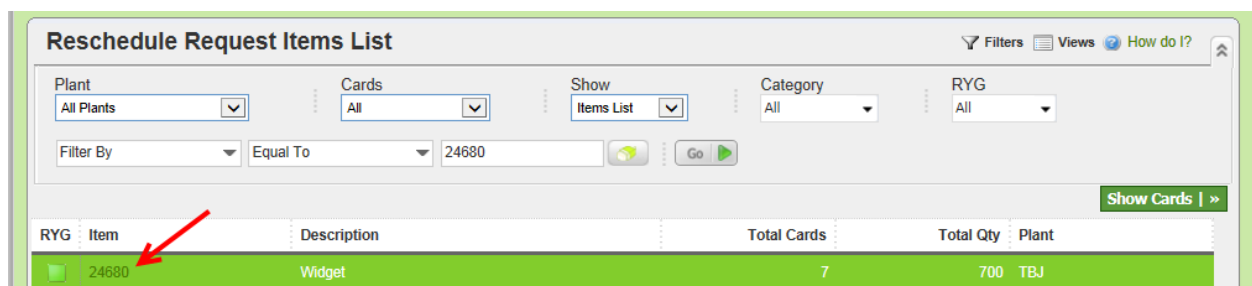 Reschedule Request Items List
Filters Views How do I?
Plant Cards Show Category RYG
All Plants All Items List All All
Filter By Equal To 24680 Go
Show Cards | »
RYG Item Description Total Cards Total Qty Plant
24680 Widget 7 700 TBJ